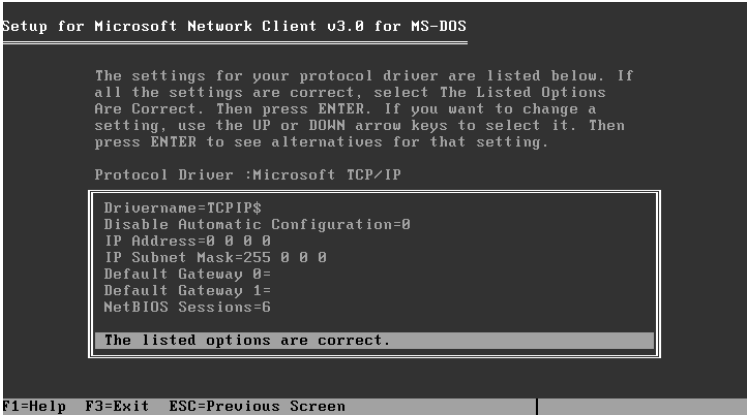 Setup for Microsoft Network Client v3.0 for MS-DOS
The settings for your protocol driver are listed below. If
all the settings are correct, select The Listed Options
Are Correct. Then press ENTER. If you want to change a
setting, use the UP or DOWN arrow keys to select it. Then
press ENTER to see alternatives for that setting.
Protocol Driver :Microsoft TCP/IP
Drivername=TCPIP$
Disable Automatic Configuration=0
IP Address=0 0 0 0
IP Subnet Mask=255 0 0 0
Default Gateway 0=
Default Gateway 1=
NetBIOS Sessions=6
The listed options are correct.
F1=Help F3=Exit ESC=Previous Screen